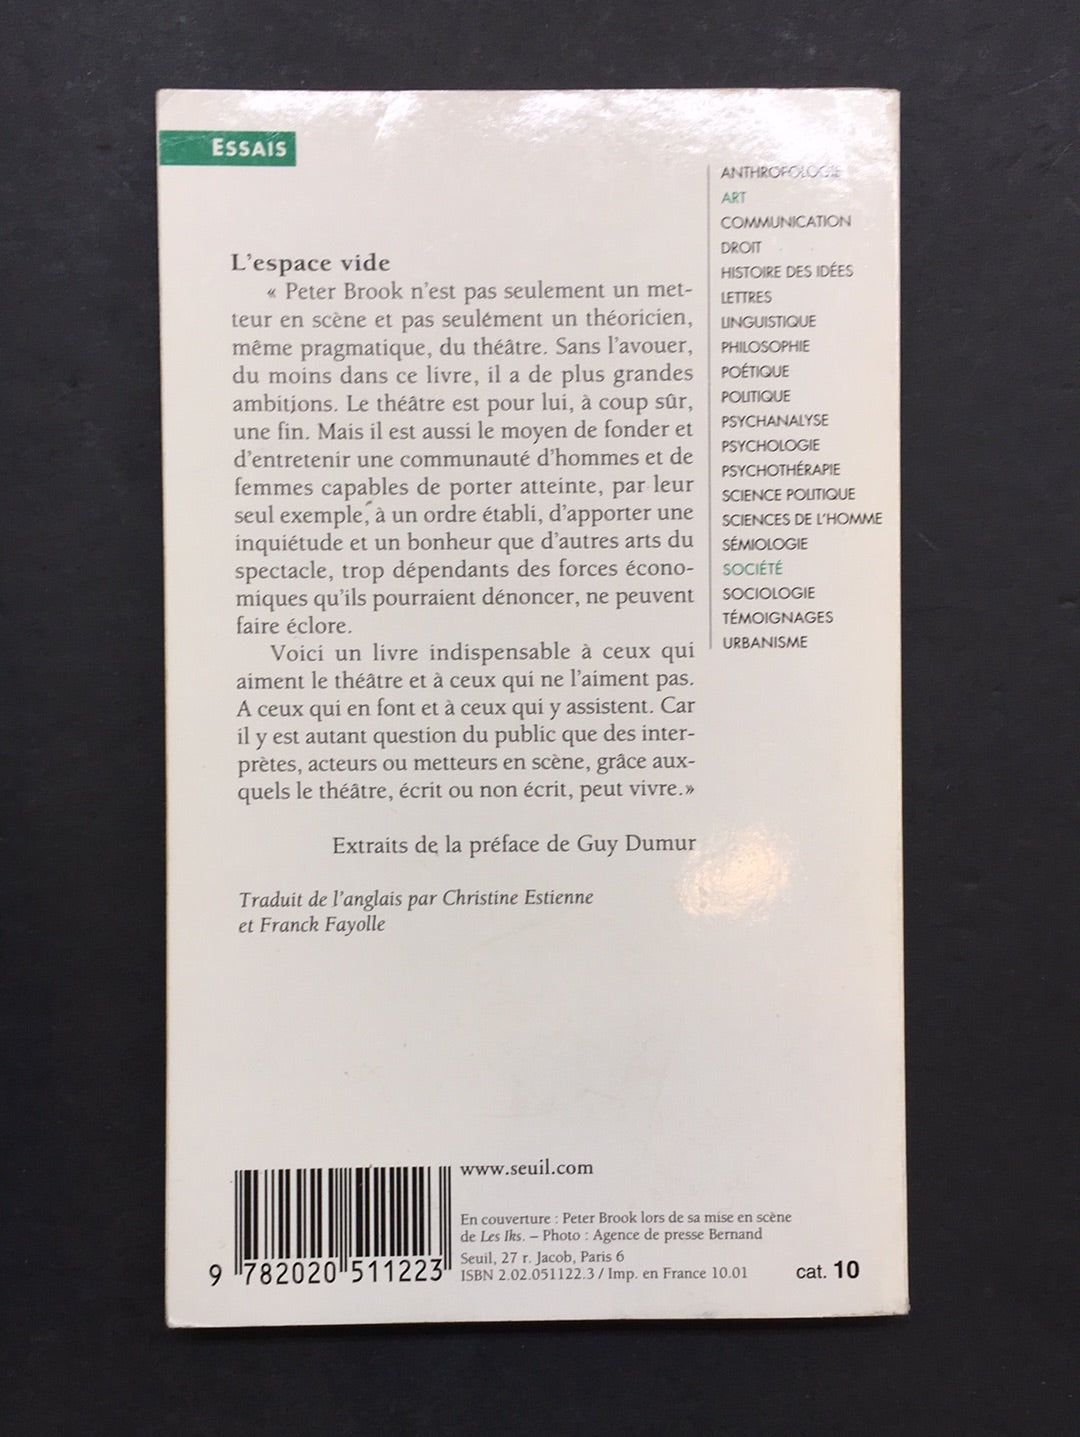 ESSAIS
L'espace vide
« Peter Brook n'est pas seulement un met-
teur en scène et pas seulement un théoricien,
même pragmatique, du théâtre. Sans l'avouer,
du moins dans ce livre, il a de plus grandes
ambitions. Le théâtre est pour lui, à coup sûr,
une fin. Mais il est aussi le moyen de fonder et
d'entretenir une communauté d'hommes et de
femmes capables de porter atteinte, par leur
seul exemple, à un ordre établi, d'apporter une
inquiétude et un bonheur que d'autres arts du
spectacle, trop dépendants des forces écono-
miques qu'ils pourraient dénoncer, ne peuvent
faire éclore.
Voici un livre indispensable à ceux qui
aiment le théâtre et à ceux qui ne l'aiment pas.
A ceux qui en font et à ceux qui y assistent. Car
il y est autant question du public que des inter-
prètes, acteurs ou metteurs en scène, grâce aux-
quels le théâtre, écrit ou non écrit, peut vivre.»
Extraits de la préface de Guy Dumur
Traduit de l'anglais par Christine Estienne
et Franck Fayolle
ANTHROPOLOGIE
ART
COMMUNICATION
DROIT
HISTOIRE DES IDÉES
LETTRES
LINGUISTIQUE
PHILOSOPHIE
POÉTIQUE
POLITIQUE
PSYCHANALYSE
PSYCHOLOGIE
PSYCHOTHÉRAPIE
SCIENCE POLITIQUE
SCIENCES DE L'HOMME
SÉMIOLOGIE
SOCIÉTÉ
SOCIOLOGIE
TÉMOIGNAGES
URBANISME
9 782020 511223
www.seuil.com
En couverture : Peter Brook lors de sa mise en scène
de Les Iks. – Photo : Agence de presse Bernand
Seuil, 27 r. Jacob, Paris 6
ISBN 2.02.051122.3 / Imp. en France 10.01
cat. 10